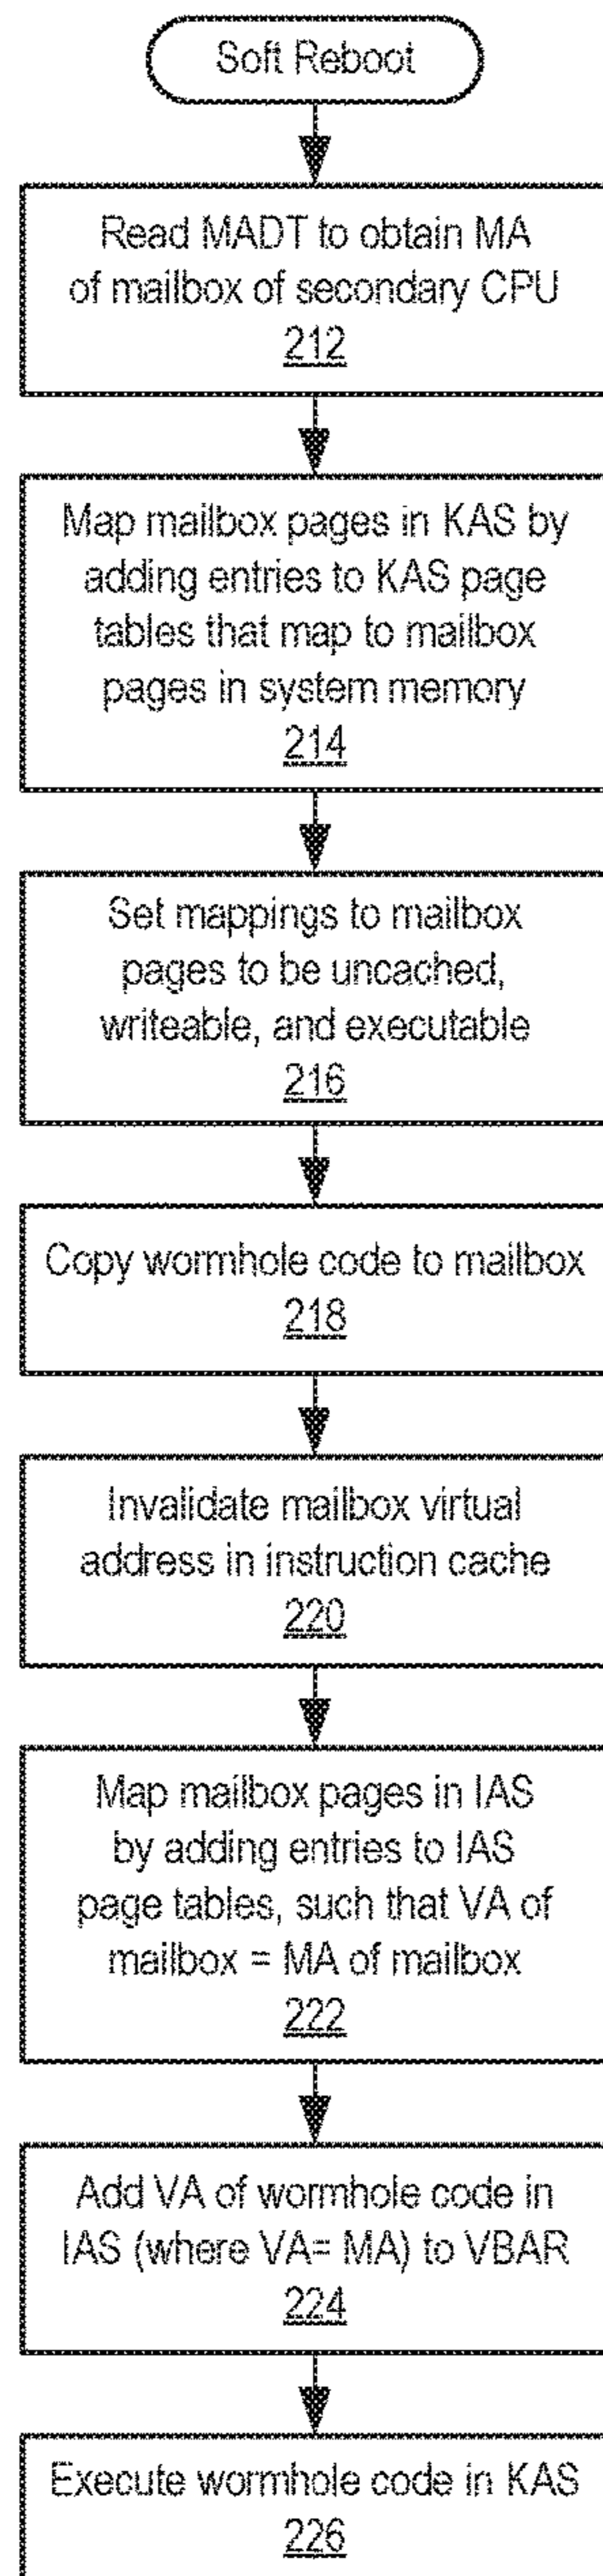 Soft Reboot
Read MADT to obtain MA
of mailbox of secondary CPU
212
Map mailbox pages in KAS by
adding entries to KAS page
tables that map to mailbox
pages in system memory
214
Set mappings to mailbox
pages to be uncached,
writeable, and executable
216
Copy wormhole code to mailbox
218
Invalidate mailbox virtual
address in instruction cache
220
Map mailbox pages in IAS
by adding entries to IAS
page tables, such that VA of
mailbox = MA of mailbox
222
Add VA of wormhole code in
IAS (where VA= MA) to VBAR
224
Execute wormhole code in KAS
226